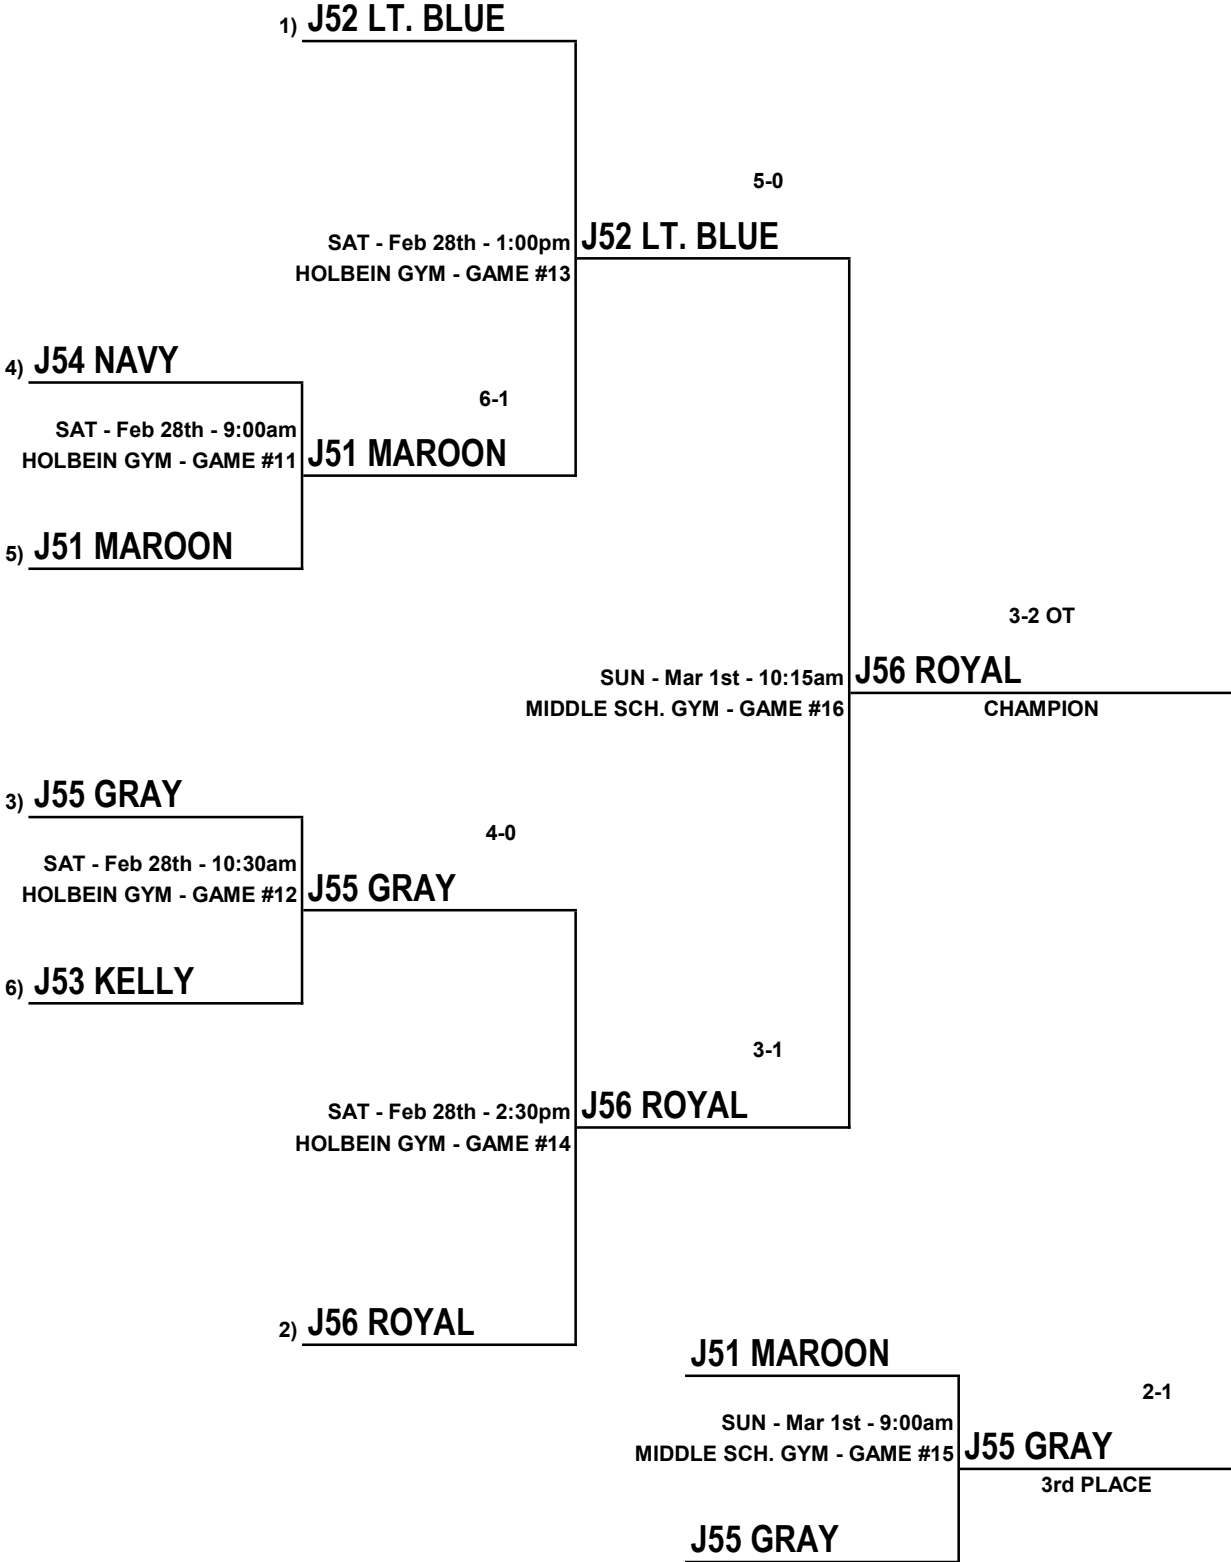 1) J52 LT. BLUE
5-0
SAT - Feb 28th - 1:00pm J52 LT. BLUE
HOLBEIN GYM - GAME #13
4) J54 NAVY
6-1
SAT - Feb 28th - 9:00am
HOLBEIN GYM - GAME #11 J51 MAROON
5) J51 MAROON
3-2 OT
SUN - Mar 1st - 10:15am J56 ROYAL
MIDDLE SCH. GYM - GAME #16 CHAMPION
3) J55 GRAY
4-0
SAT - Feb 28th - 10:30am
HOLBEIN GYM - GAME #12 J55 GRAY
6) J53 KELLY
3-1
SAT - Feb 28th - 2:30pm J56 ROYAL
HOLBEIN GYM - GAME #14
2) J56 ROYAL
J51 MAROON
2-1
SUN - Mar 1st - 9:00am
MIDDLE SCH. GYM - GAME #15 J55 GRAY
3rd PLACE
J55 GRAY